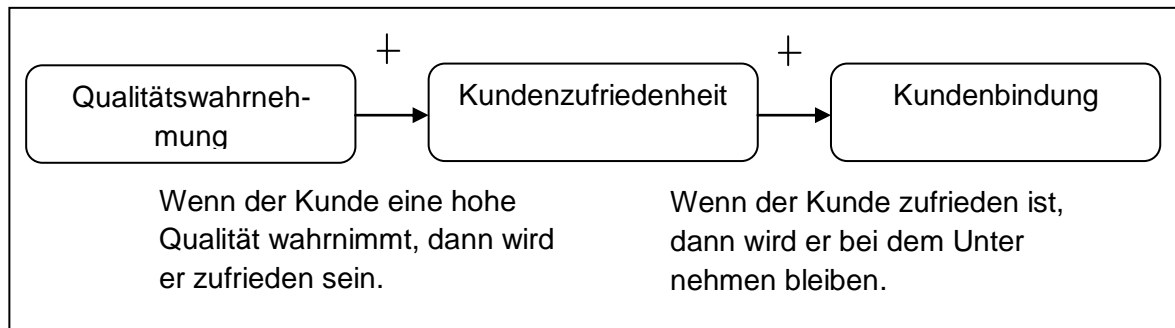 +
+
Qualitätswahrneh-
mung
Kundenzufriedenheit
Kundenbindung
Wenn der Kunde eine hohe
Qualität wahrnimmt, dann wird
er zufrieden sein.
Wenn der Kunde zufrieden ist,
dann wird er bei dem Unter
nehmen bleiben.